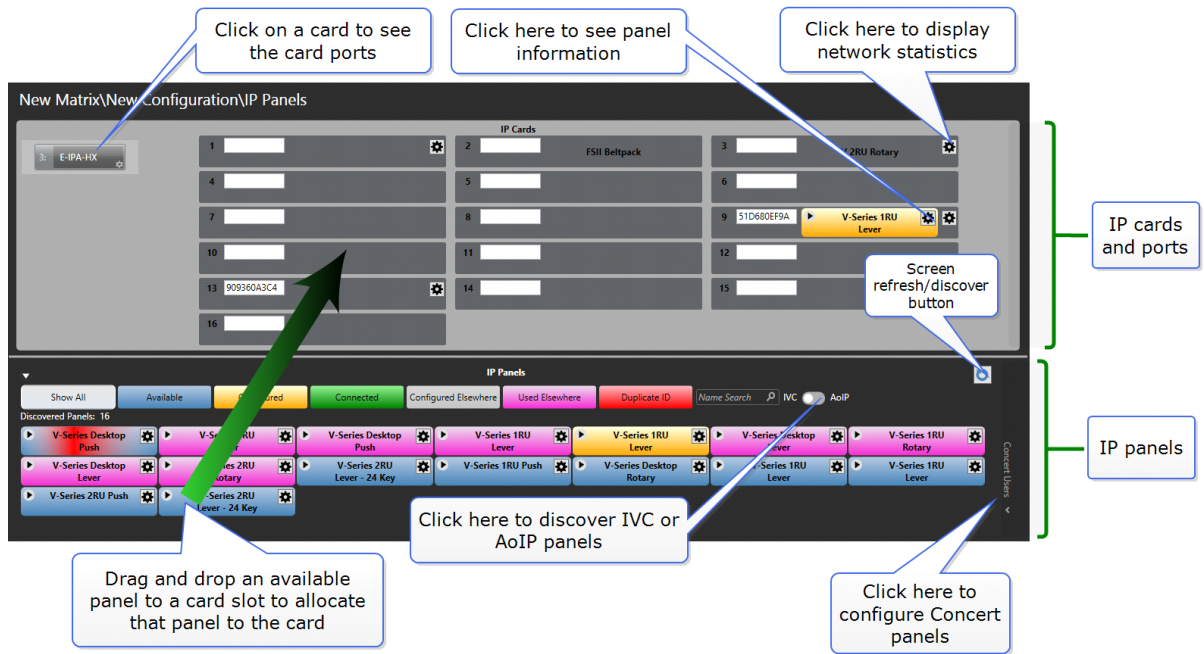 Click on a card to see
the card ports
Click here to see panel
information
Click here to display
network statistics
New Matrix\New Configuration\IP Panels
IP Cards
3: E-IPA-HX
1
2 FSII Beltpack
3 2RU Rotary
4
5
6
7
8
9 51D680EF9A V-Series 1RU
Lever
10
11
12
13 909360A3C4
14
15
16
IP cards
and ports
Screen
refresh/discover
button
IP Panels
Show All Available Connected Configured Elsewhere Used Elsewhere Duplicate ID Name Search IVC AoIP
Discovered Panels: 16
V-Series Desktop
Push
V-Series 1RU
Lever
V-Series Desktop
Push
V-Series 1RU
Lever
V-Series 1RU
Lever
V-Series Desktop
Lever
V-Series 1RU
Rotary
V-Series Desktop
Lever
V-Series 2RU
Rotary
V-Series 2RU
Lever - 24 Key
V-Series 1RU Push
V-Series Desktop
Rotary
V-Series 1RU
Lever
V-Series 1RU
Lever
V-Series 2RU Push
V-Series 2RU
Lever - 24 Key
Concert Users
IP panels
Click here to discover IVC or
AoIP panels
Drag and drop an available
panel to a card slot to allocate
that panel to the card
Click here to
configure Concert
panels